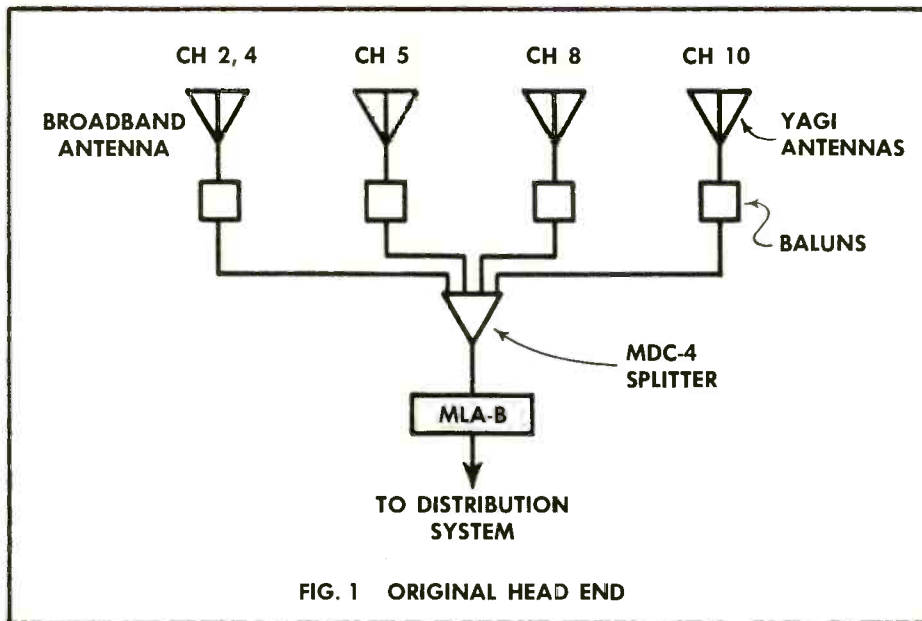 CH 2, 4
CH 5
CH 8
CH 10
BROADBAND
ANTENNA
YAGI
ANTENNAS
BALUNS
MDC-4
SPLITTER
MLA-B
TO DISTRIBUTION
SYSTEM
FIG. 1 ORIGINAL HEAD END